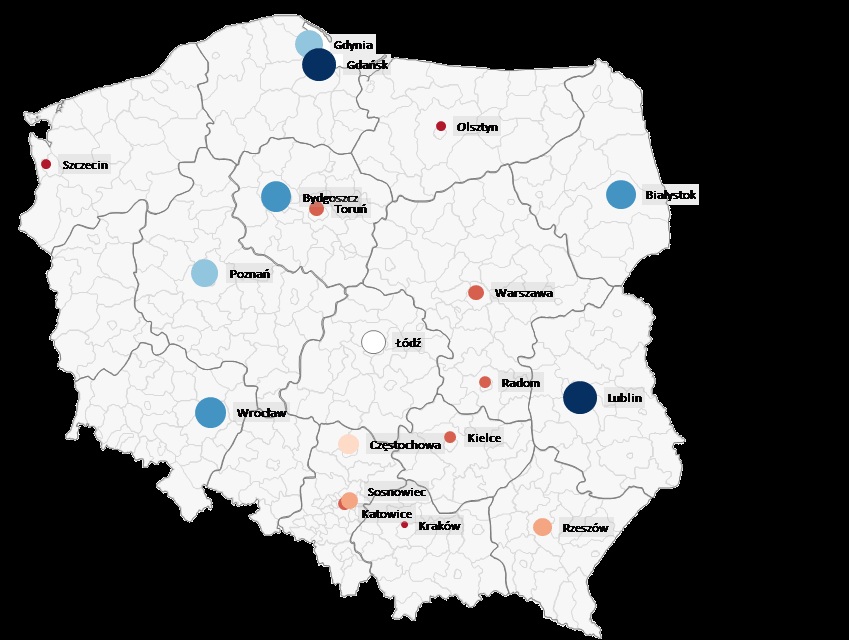 Gdynia
Gdańsk
Olsztyn
Szczecin
Białystok
Bydgoszcz
Toruń
Poznań
Warszawa
Łódź
Radom
Lublin
Wrocław
Częstochowa
Kielce
Sosnowiec
Katowice
Kraków
Rzeszów